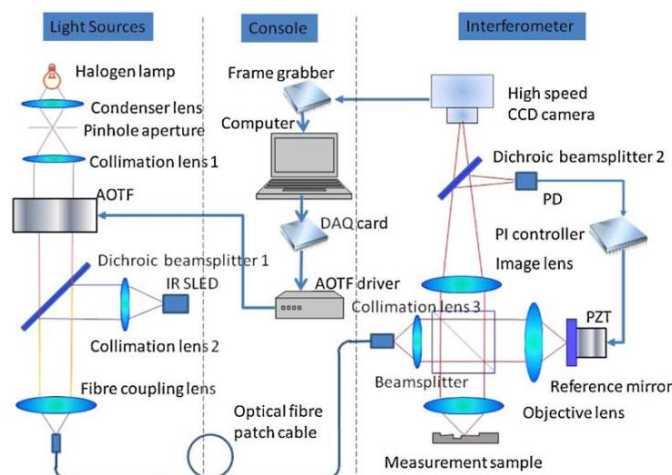 Light Sources
Console
Interferometer
Halogen lamp
Condenser lens
Pinhole aperture
Collimation lens 1
AOTF
Dichroic beamsplitter 1
IR SLED
Collimation lens 2
Fibre coupling lens
Frame grabber
Computer
DAQ card
AOTF driver
Optical fibre
patch cable
High speed
CCD camera
Dichroic beamsplitter 2
PD
PI controller
Image lens
Collimation lens 3
PZT
Beamsplitter
Reference mirror
Objective lens
Measurement sample